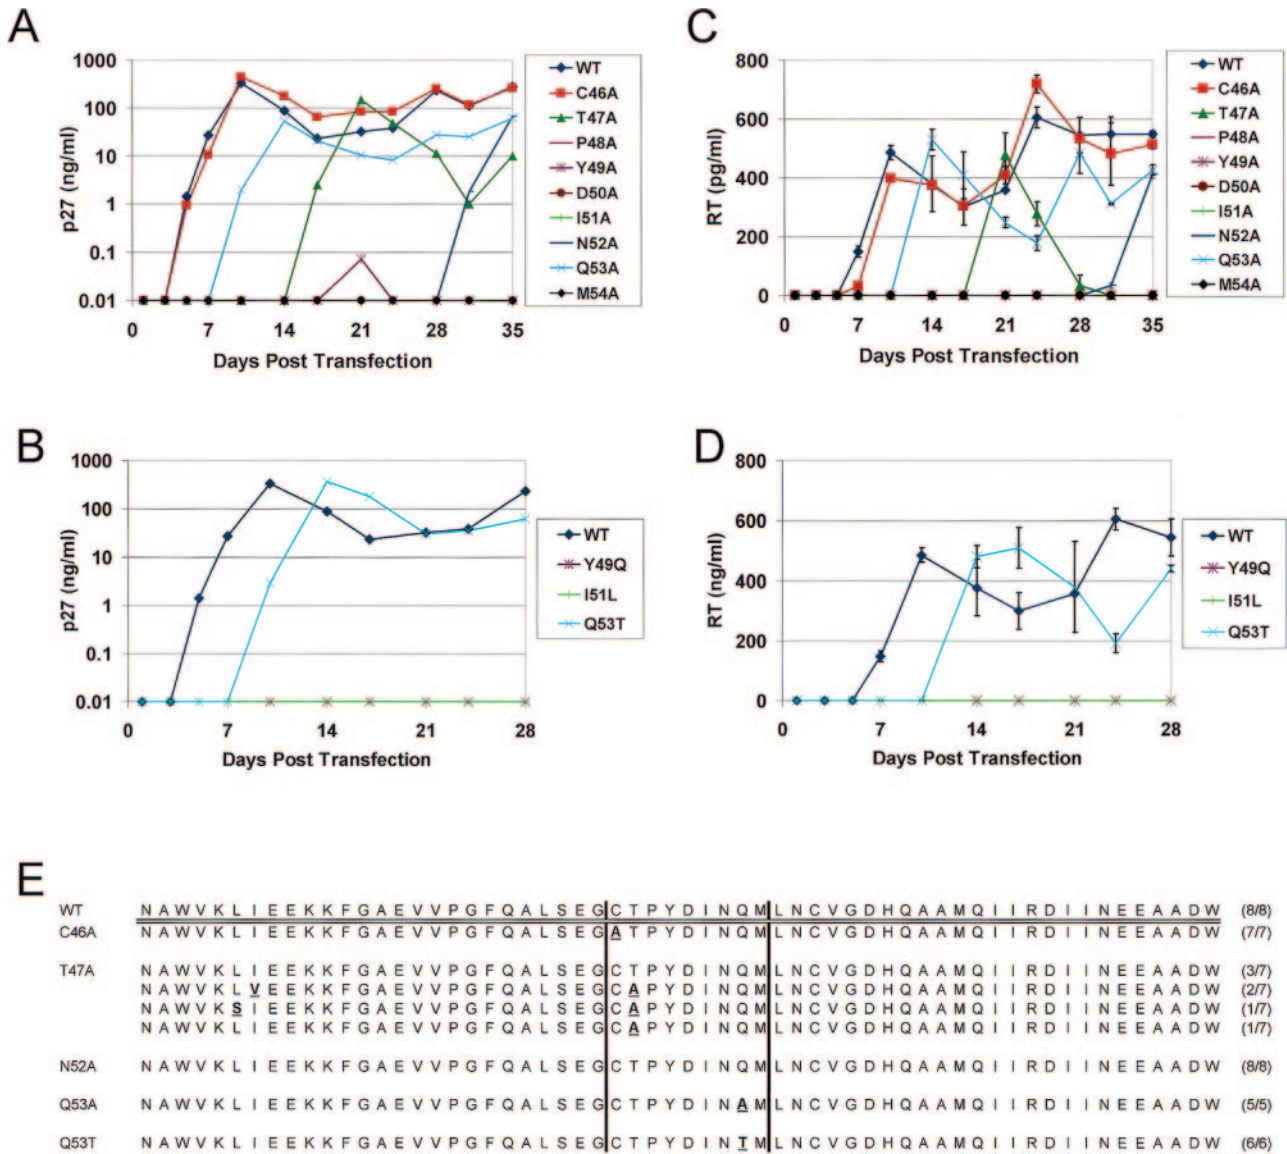 A
p27 (ng/ml)
1000
100
10
1
0.1
0.01
0 7 14 21 28 35
Days Post Transfection
WT
C46A
T47A
P48A
Y49A
D50A
I51A
N52A
Q53A
M54A
C
RT (pg/ml)
800
600
400
200
0
0 7 14 21 28 35
Days Post Transfection
WT
C46A
T47A
P48A
Y49A
D50A
I51A
N52A
Q53A
M54A
B
p27 (ng/ml)
1000
100
10
1
0.1
0.01
0 7 14 21 28
Days Post Transfection
WT
Y49Q
I51L
Q53T
D
RT (ng/ml)
800
600
400
200
0
0 7 14 21 28
Days Post Transfection
WT
Y49Q
I51L
Q53T
E
WT N A W V K L I E E K K F G A E V V P G F Q A L S E G C T P Y D I N Q M L N C V G D H Q A A M Q I I R D I I N E E A A D W (8/8)
C46A N A W V K L I E E K K F G A E V V P G F Q A L S E G A T P Y D I N Q M L N C V G D H Q A A M Q I I R D I I N E E A A D W (7/7)
T47A N A W V K L I E E K K F G A E V V P G F Q A L S E G C T P Y D I N Q M L N C V G D H Q A A M Q I I R D I I N E E A A D W (3/7)
N A W V K L V E E K K F G A E V V P G F Q A L S E G C A P Y D I N Q M L N C V G D H Q A A M Q I I R D I I N E E A A D W (2/7)
N A W V K S I E E K K F G A E V V P G F Q A L S E G C A P Y D I N Q M L N C V G D H Q A A M Q I I R D I I N E E A A D W (1/7)
N A W V K L I E E K K F G A E V V P G F Q A L S E G C A P Y D I N Q M L N C V G D H Q A A M Q I I R D I I N E E A A D W (1/7)
N52A N A W V K L I E E K K F G A E V V P G F Q A L S E G C T P Y D I N Q M L N C V G D H Q A A M Q I I R D I I N E E A A D W (8/8)
Q53A N A W V K L I E E K K F G A E V V P G F Q A L S E G C T P Y D I N A M L N C V G D H Q A A M Q I I R D I I N E E A A D W (5/5)
Q53T N A W V K L I E E K K F G A E V V P G F Q A L S E G C T P Y D I N T M L N C V G D H Q A A M Q I I R D I I N E E A A D W (6/6)